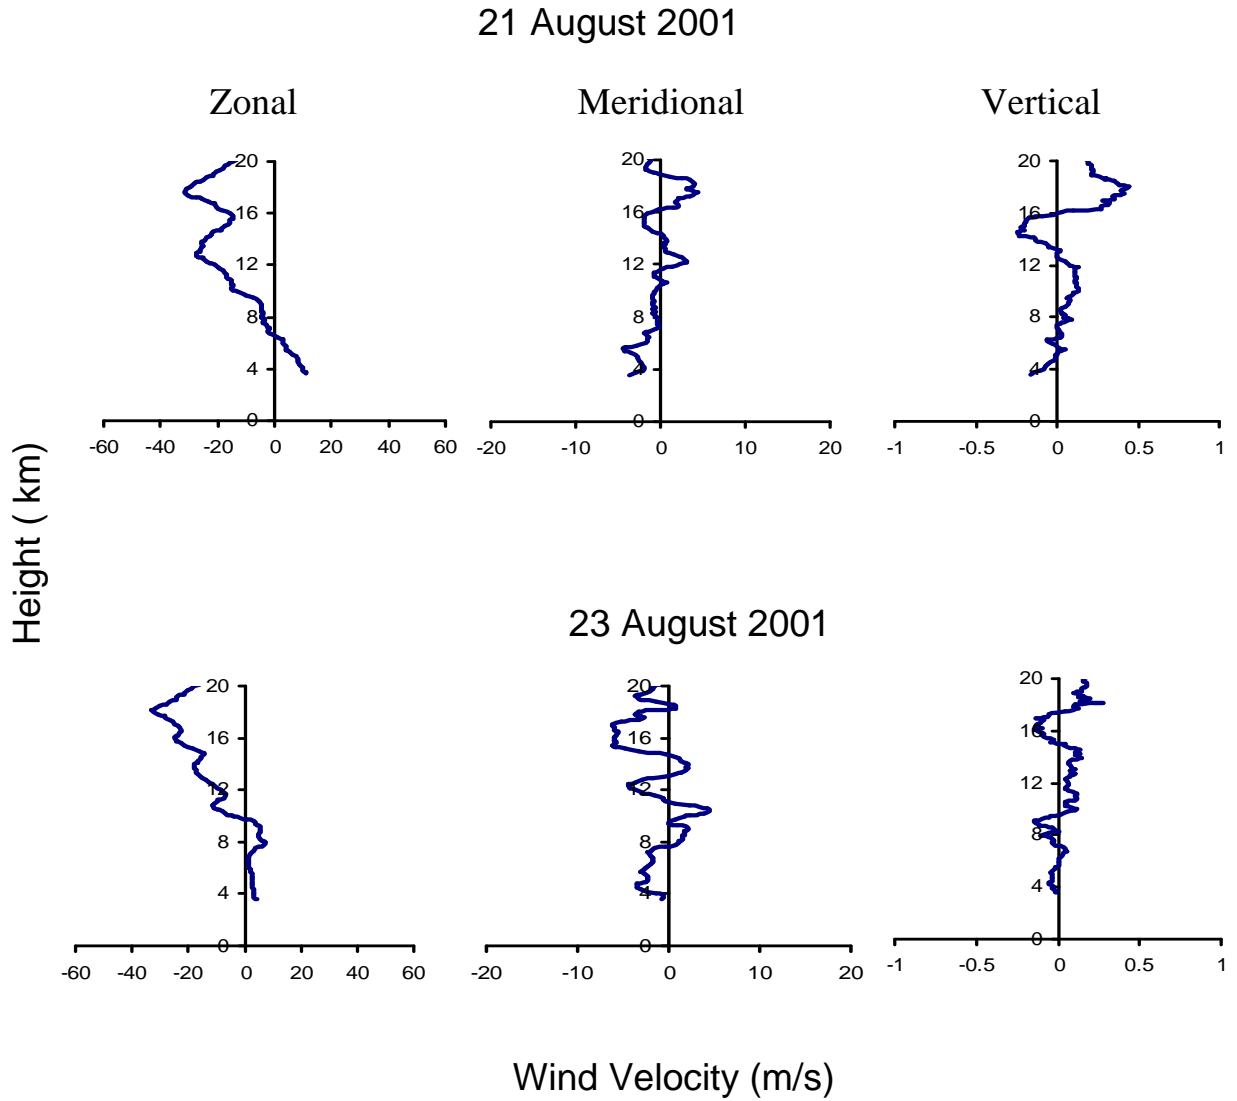 21 August 2001
Zonal Meridional Vertical
20 20 20
16 16 16
12 12 12
8 8 8
4 4 4
0 0 0
-60 -40 -20 0 20 40 60 -20 -10 0 10 20 -1 -0.5 0 0.5 1
Height ( km)
23 August 2001
20 20 20
16 16 16
12 12 12
8 8 8
4 4 4
0 0 0
-60 -40 -20 0 20 40 60 -20 -10 0 10 20 -1 -0.5 0 0.5 1
Wind Velocity (m/s)